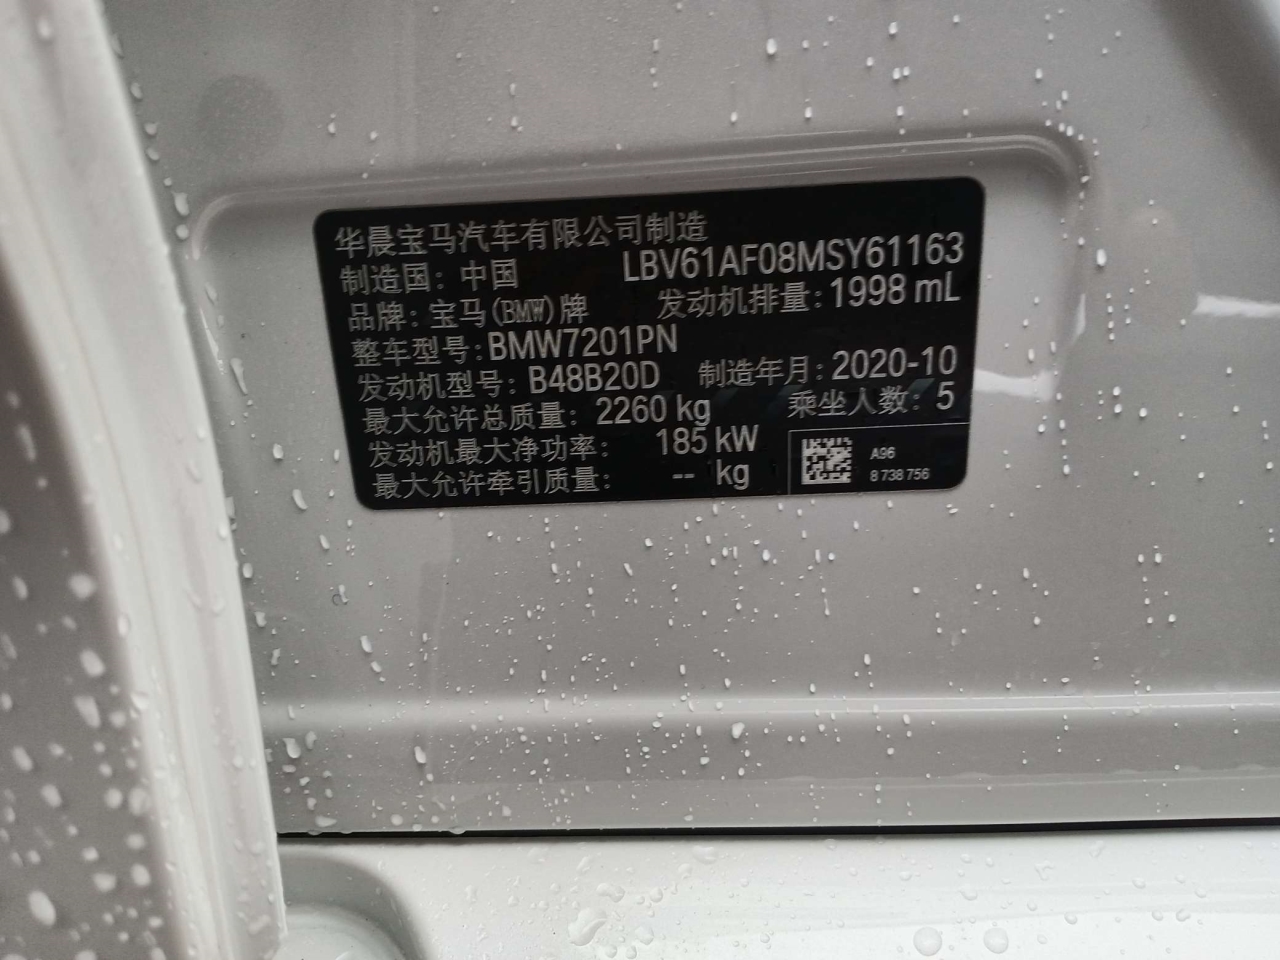 华晨宝马汽车有限公司制造
制造国：中国 LBV61AF08MSY61163
品牌：宝马(BMW)牌 发动机排量：1998 mL
整车型号：BMW7201PN
发动机型号：B48B20D 制造年月：2020-10
最大允许总质量：2260 kg 乘坐人数：5
发动机最大净功率：185 kW
最大允许牵引质量：-- kg
A96
8 738 756